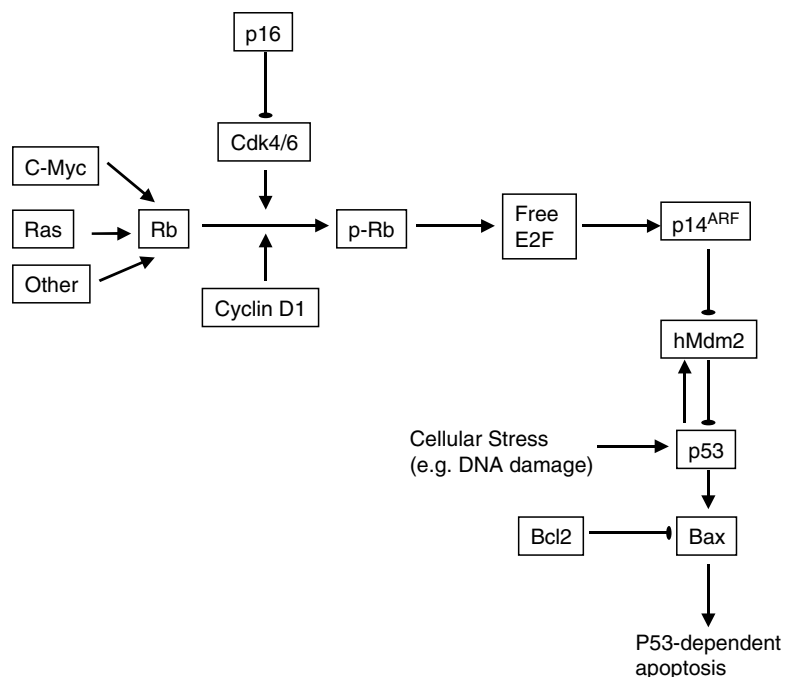 p16
Cdk4/6
C-Myc
Ras
Other
Rb
p-Rb
Free
E2F
p14ARF
Cyclin D1
hMdm2
Cellular Stress
(e.g. DNA damage)
p53
Bcl2
Bax
P53-dependent
apoptosis